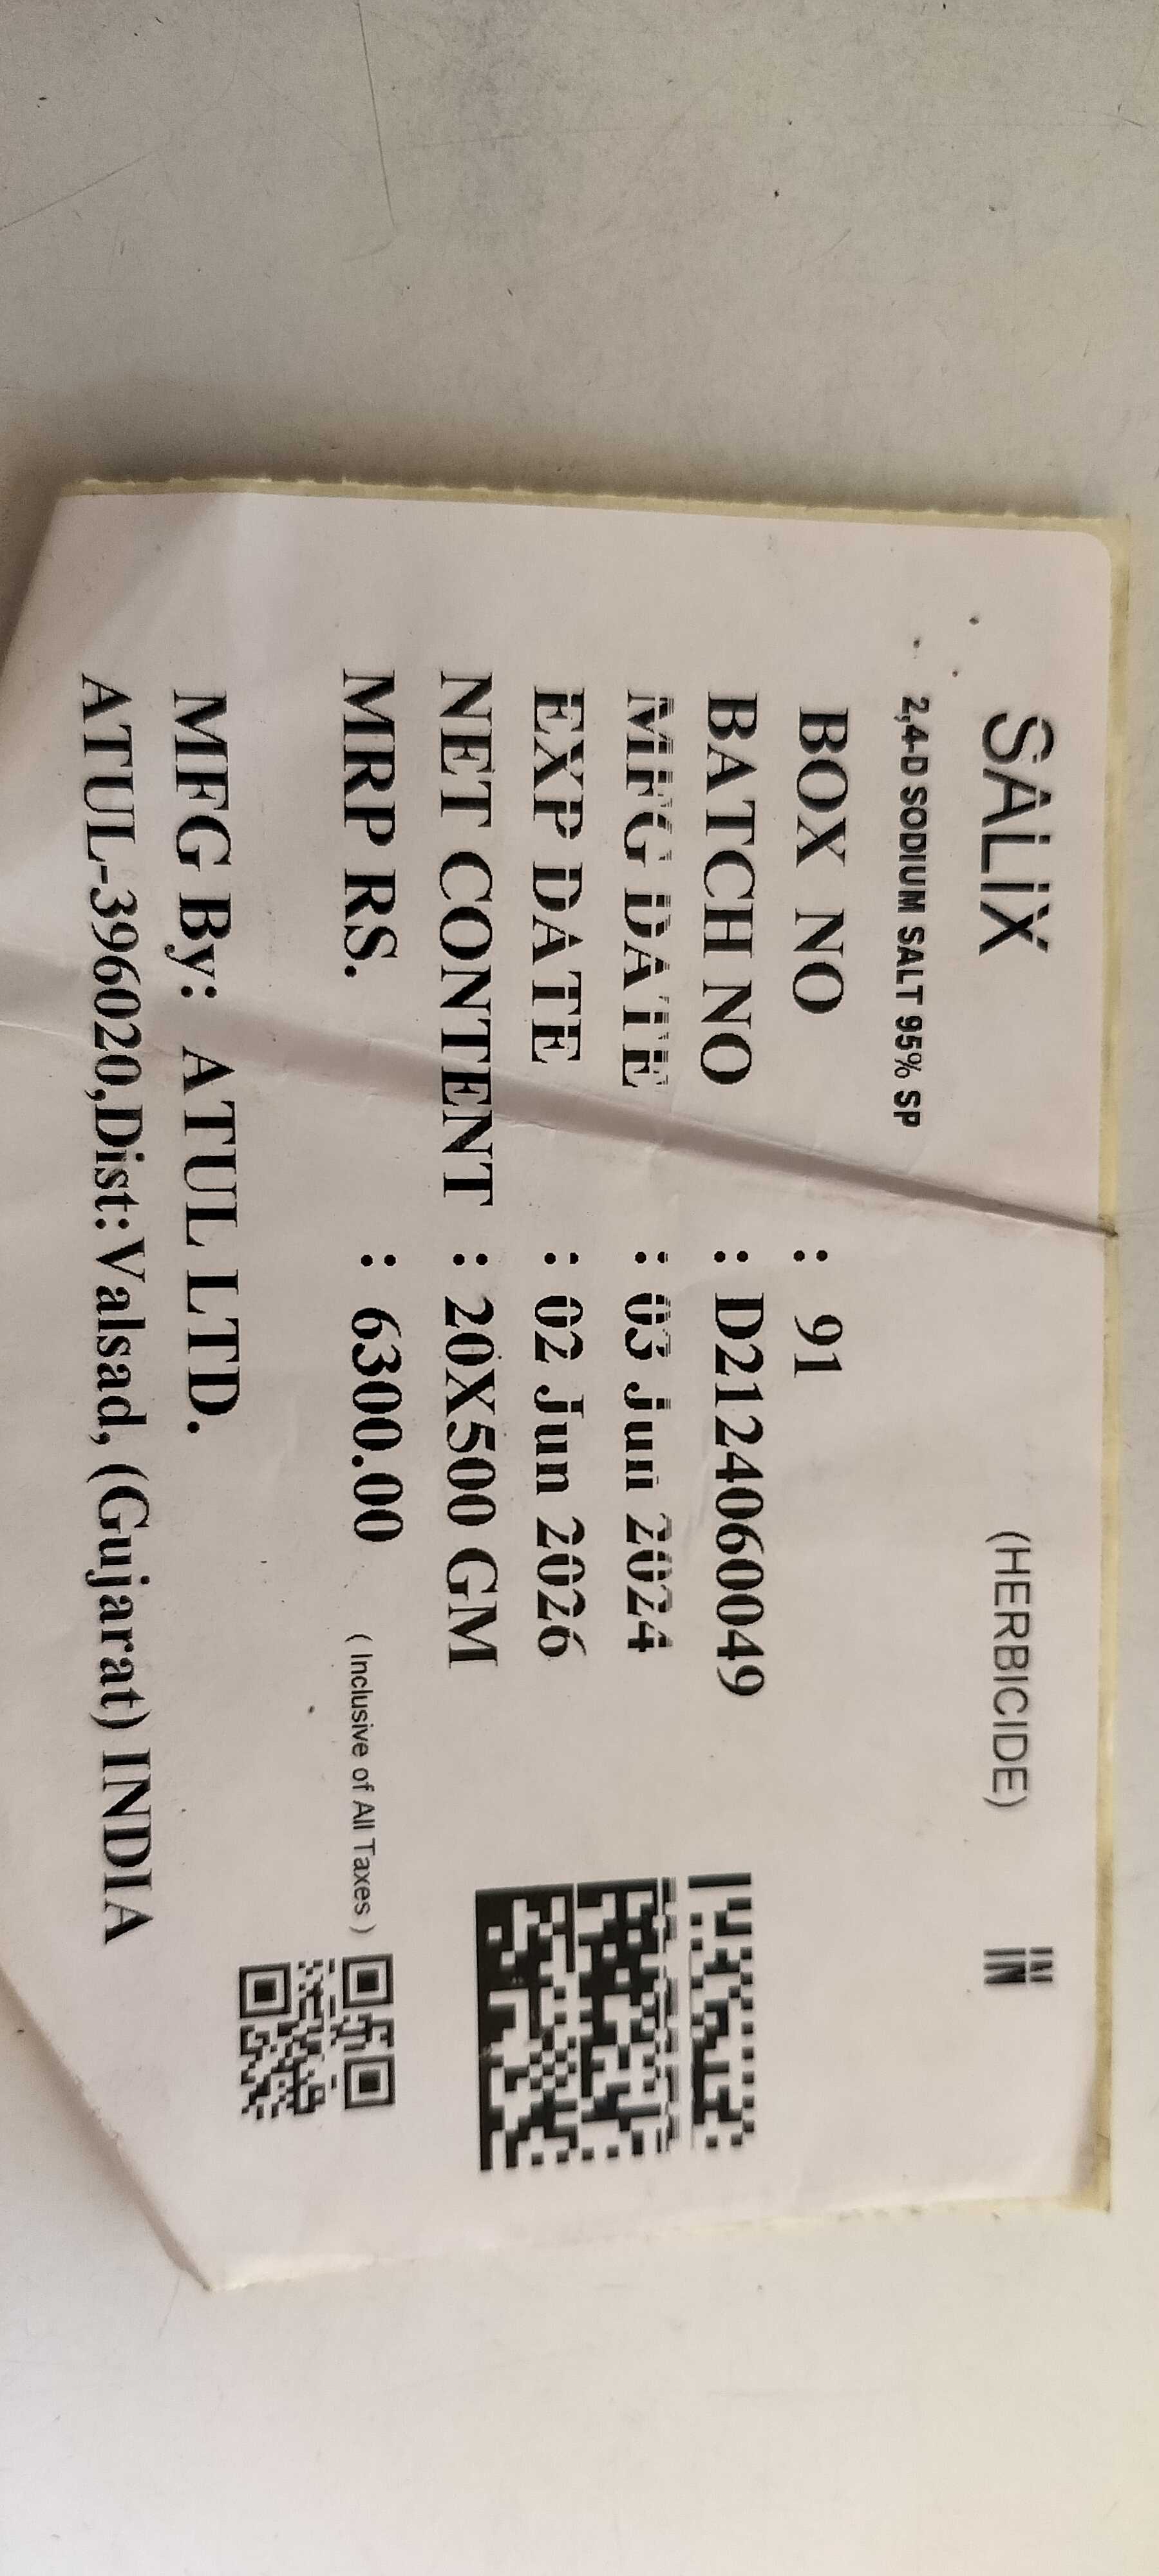 SALIX (HERBICIDE) IN
2,4-D SODIUM SALT 95% SP
BOX NO : 91
BATCH NO : D212406049
MFG DATE : 03 Jun 2024
EXP DATE : 02 Jun 2026
NET CONTENT : 20X500 GM
MRP RS. : 6300.00 ( Inclusive of All Taxes )
MFG By: ATUL LTD.
ATUL-396020,Dist:Valsad, (Gujarat) INDIA